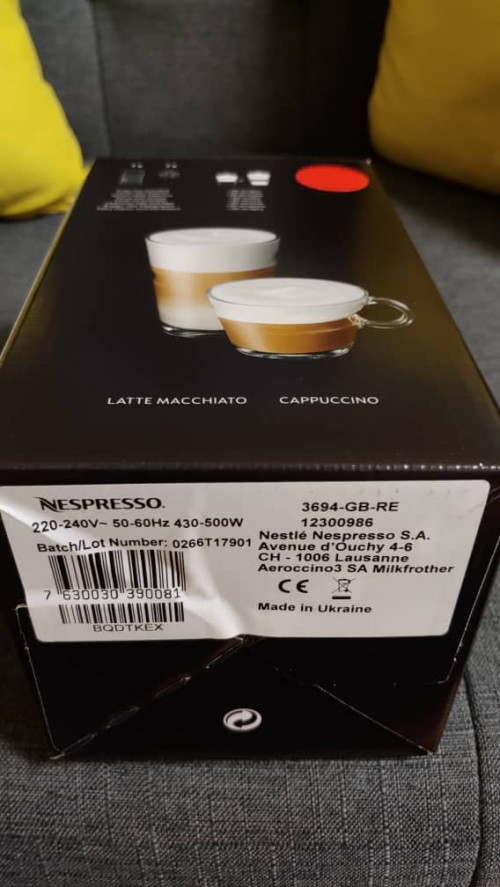 LATTE MACCHIATO
CAPPUCCINO
NESPRESSO.
220-240V~ 50-60Hz 430-500W
Batch/Lot Number: 0266T17901
7 630030 390081
BQDTKEX
3694-GB-RE
12300986
Nestlé Nespresso S.A.
Avenue d'Ouchy 4-6
CH - 1006 Lausanne
Aeroccino3 SA Milkfrother
CE
Made in Ukraine